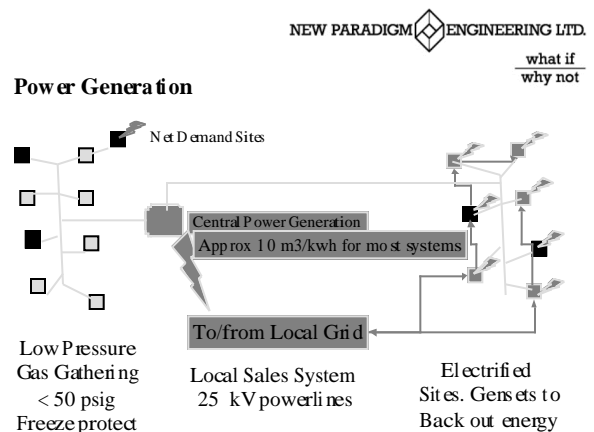 NEW PARADIGM ENGINEERING LTD.
what if
why not
Power Generation
Net Demand Sites
Central Power Generation
Approx 10 m3/kwh for most systems
To/from Local Grid
Low Pressure
Gas Gathering
< 50 psig
Freeze protect
Local Sales System
25 kV powerlines
Electrified
Sites. Gensets to
Back out energy